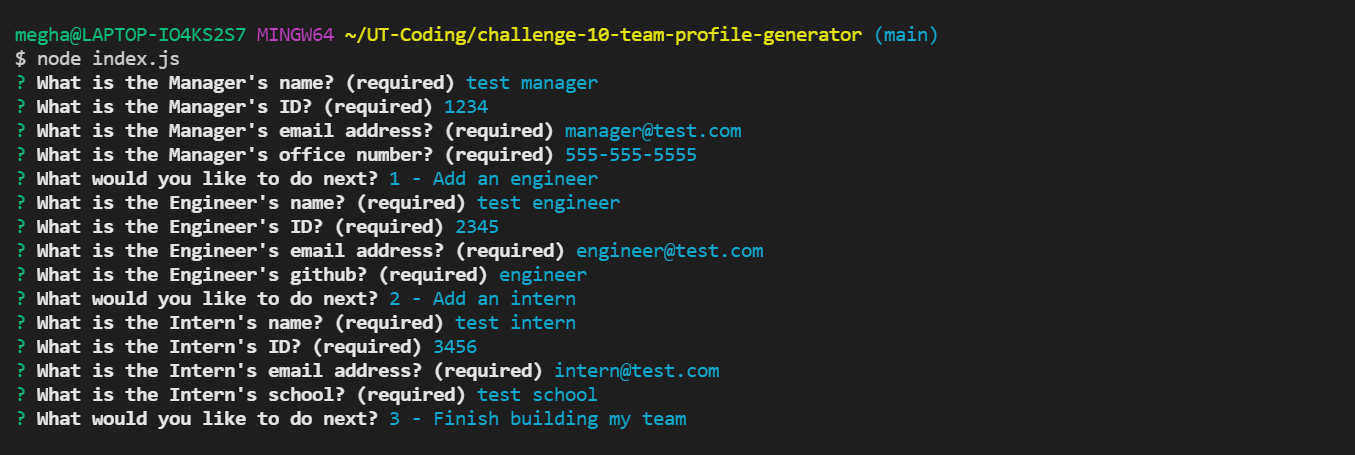 megha@LAPTOP-IO4KS2S7 MINGW64 ~/UT-Coding/challenge-10-team-profile-generator (main)
$ node index.js
? What is the Manager's name? (required) test manager
? What is the Manager's ID? (required) 1234
? What is the Manager's email address? (required) manager@test.com
? What is the Manager's office number? (required) 555-555-5555
? What would you like to do next? 1 - Add an engineer
? What is the Engineer's name? (required) test engineer
? What is the Engineer's ID? (required) 2345
? What is the Engineer's email address? (required) engineer@test.com
? What is the Engineer's github? (required) engineer
? What would you like to do next? 2 - Add an intern
? What is the Intern's name? (required) test intern
? What is the Intern's ID? (required) 3456
? What is the Intern's email address? (required) intern@test.com
? What is the Intern's school? (required) test school
? What would you like to do next? 3 - Finish building my team